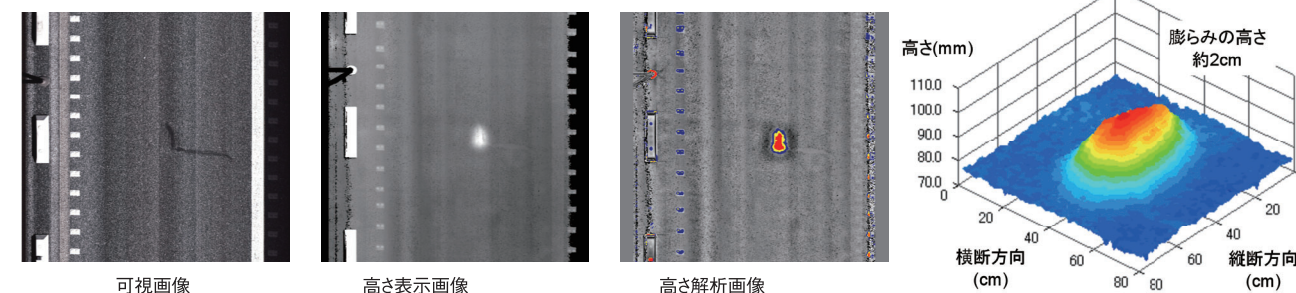 可視画像
高さ表示画像
高さ解析画像
高さ(mm)
膨らみの高さ
約2cm
110.0
100.0
90.0
80.0
70.0
0
20
40
60
80
横断方向
(cm)
80
60
40
20
縦断方向
(cm)